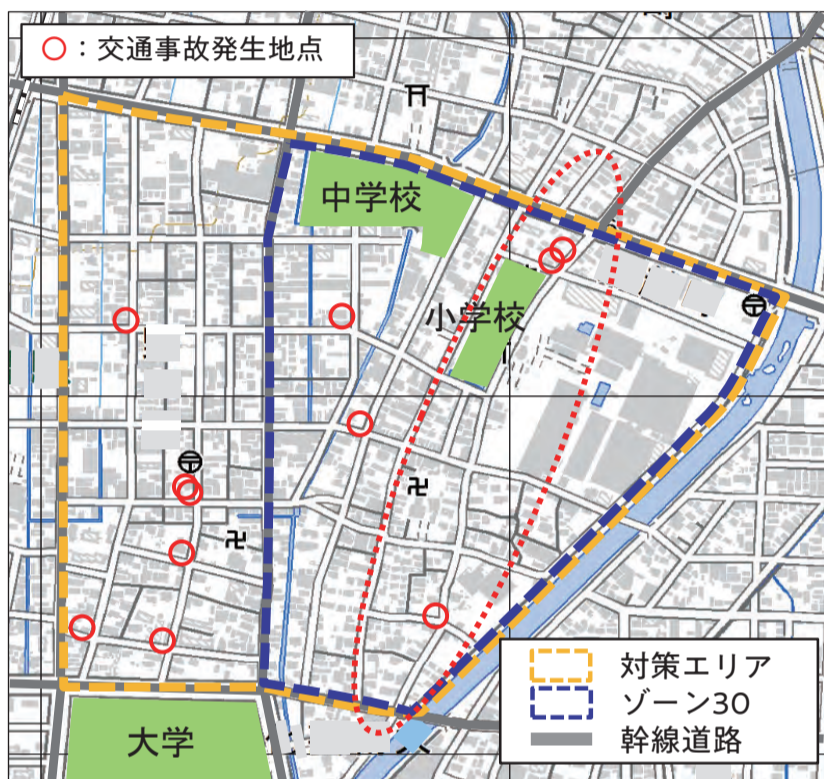 ○：交通事故発生地点
中学校
小学校
大学
対策エリア
ゾーン30
幹線道路